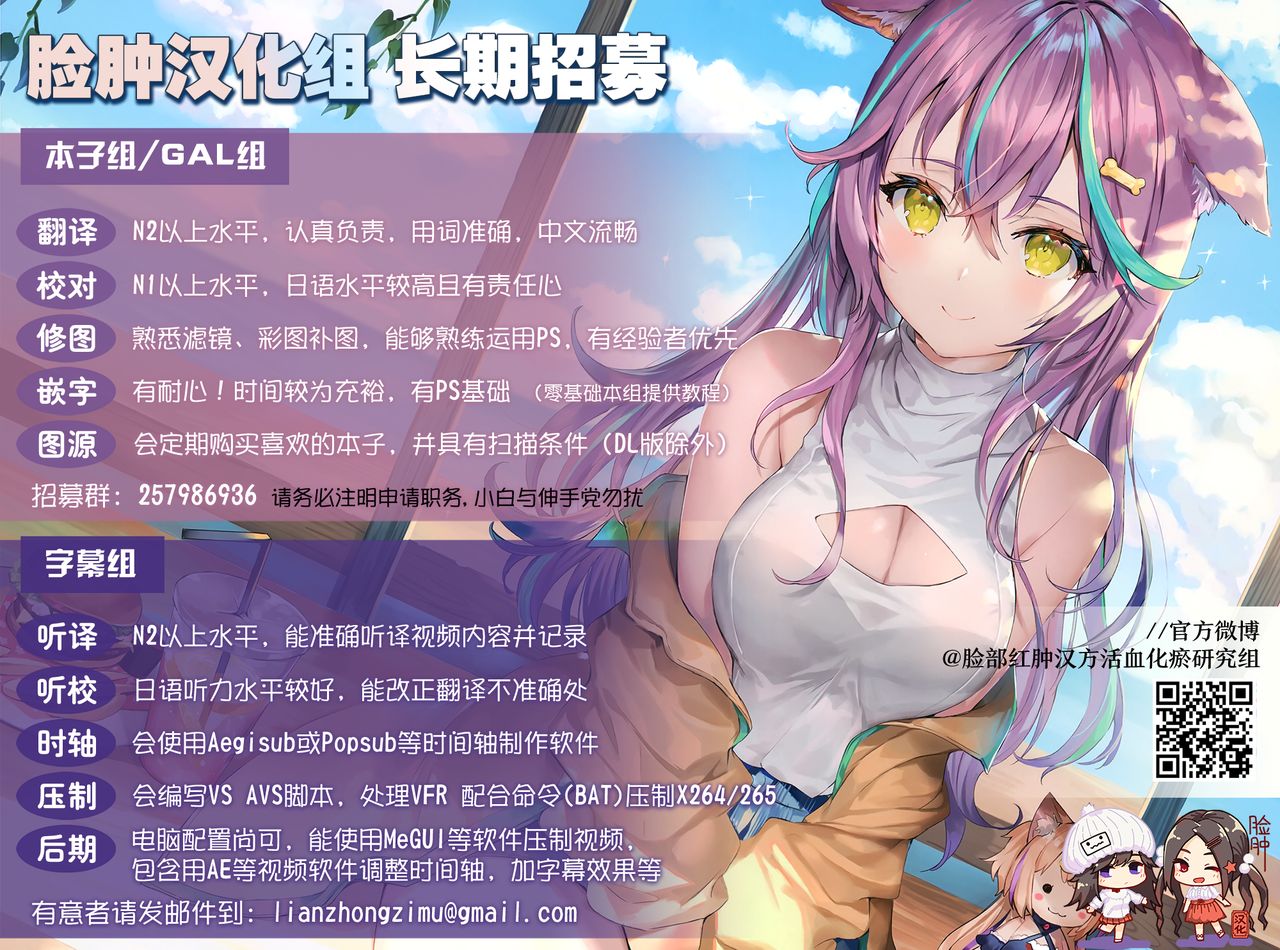 脸肿汉化组 长期招募
本子组/GAL组
翻译 N2以上水平，认真负责，用词准确，中文流畅
校对 N1以上水平，日语水平较高且有责任心
修图 熟悉滤镜、彩图补图，能够熟练运用PS，有经验者优先
嵌字 有耐心！时间较为充裕，有PS基础 （零基础本组提供教程）
图源 会定期购买喜欢的本子，并具有扫描条件（DL版除外）
招募群：257986936 请务必注明申请职务,小白与伸手党勿扰
字幕组
听译 N2以上水平，能准确听译视频内容并记录
听校 日语听力水平较好，能改正翻译不准确处
时轴 会使用Aegisub或Popsub等时间轴制作软件
压制 会编写VS AVS脚本，处理VFR 配合命令(BAT)压制X264/265
后期 电脑配置尚可，能使用MeGUI等软件压制视频，
包含用AE等视频软件调整时间轴，加字幕效果等
有意者请发邮件到：lianzhongzimu@gmail.com
//官方微博
@脸部红肿汉方活血化瘀研究组
脸肿
汉化